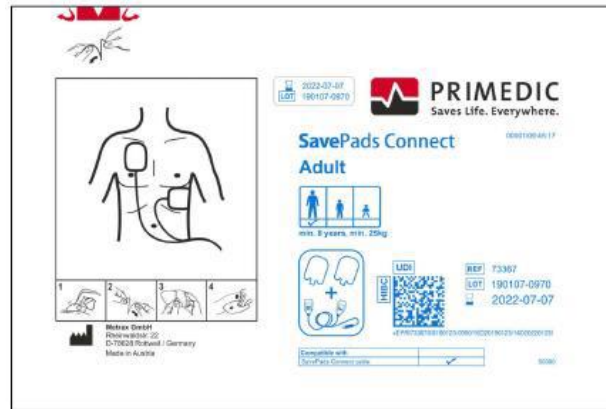 2022-07-07
LOT 190107-0970
PRIMEDIC
Saves Life. Everywhere.
SavePads Connect
Adult
min. 8 years, min. 25kg
1 2 3 4
+
UDI
HIBC
REF 73367
LOT 190107-0970
2022-07-07
Metrax GmbH
Rheinwaldstr. 22
D-78628 Rottweil / Germany
Made in Austria
Compatible with
SavePads Connect cable